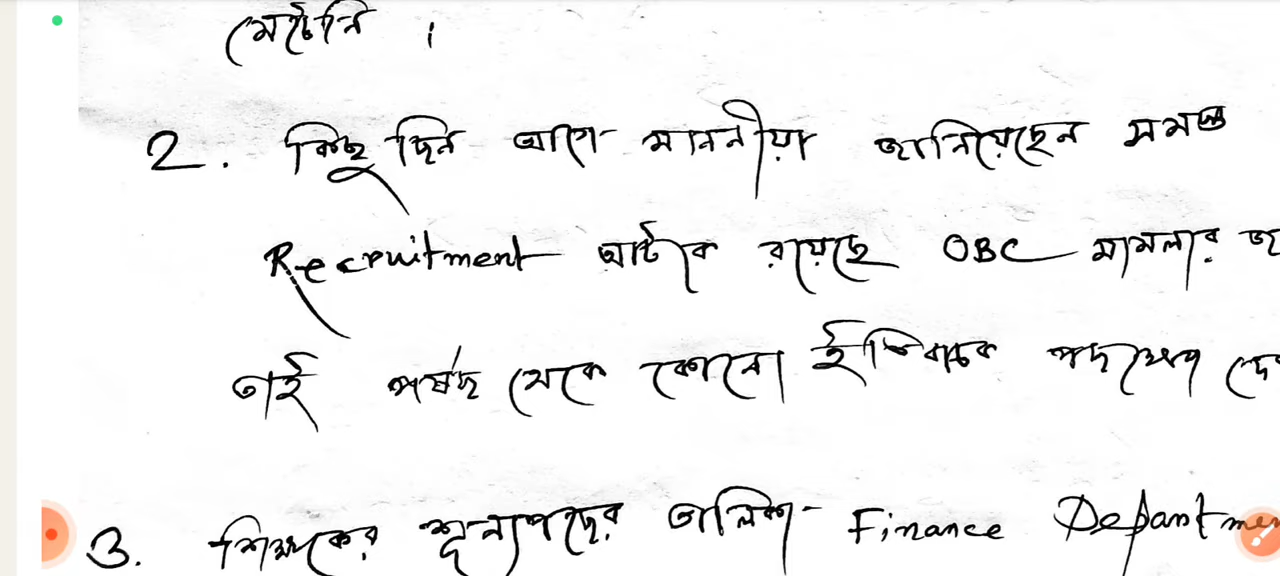 মেটেনি ।
2. কিছু দিন আগে মাননীয়া জানিয়েছেন সমস্ত
Recruitment আটকে রয়েছে OBC মামলার জ
তাই পর্ষদ থেকে কোনো ইতিবাচক পদক্ষেপ নে
3. শিক্ষকের শূন্যপদের তালিকা Finance Departmen